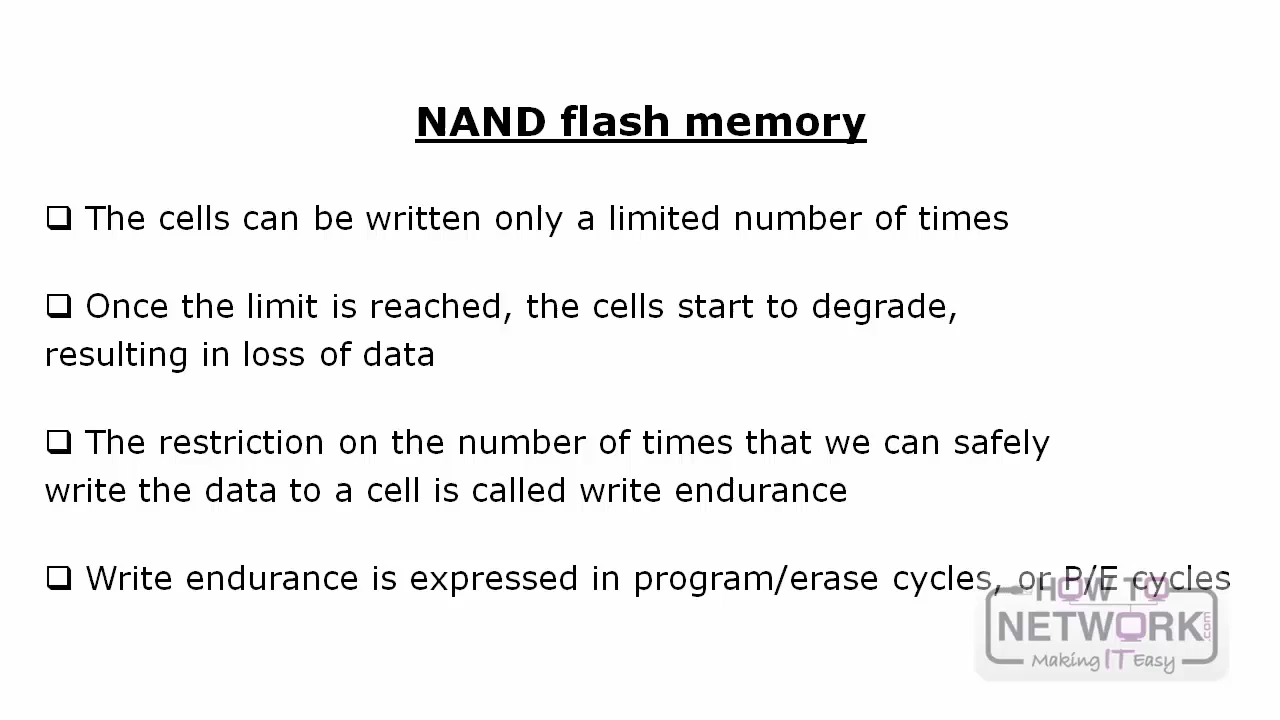 NAND flash memory
❑ The cells can be written only a limited number of times
❑ Once the limit is reached, the cells start to degrade,
resulting in loss of data
❑ The restriction on the number of times that we can safely
write the data to a cell is called write endurance
❑ Write endurance is expressed in program/erase cycles, or P/E cycles
HOW TO
NETWORK.com
Making IT Easy